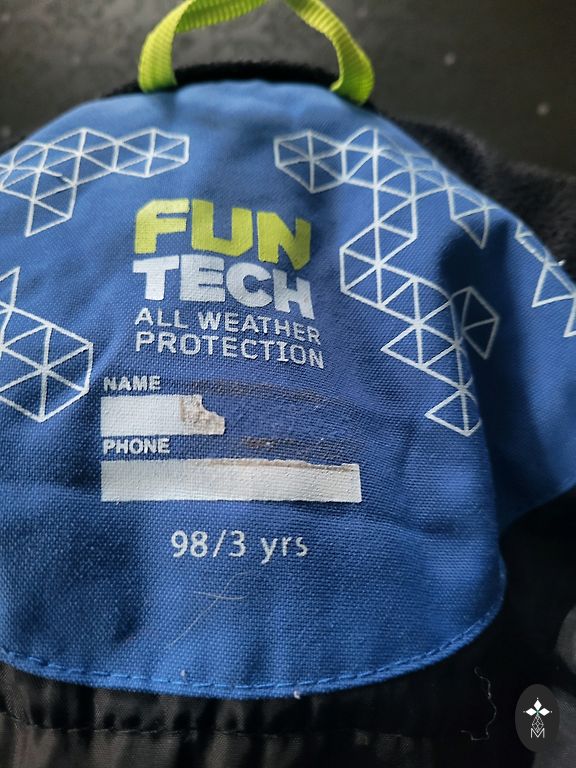 FUN
TECH
ALL WEATHER
PROTECTION
NAME
PHONE
98/3 yrs